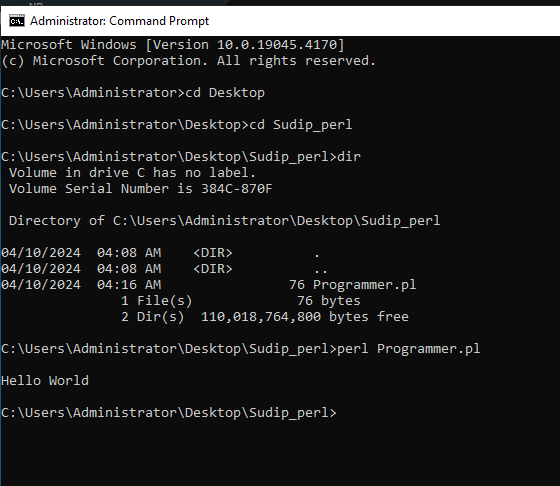 Administrator: Command Prompt
Microsoft Windows [Version 10.0.19045.4170]
(c) Microsoft Corporation. All rights reserved.
C:\Users\Administrator>cd Desktop
C:\Users\Administrator\Desktop>cd Sudip_perl
C:\Users\Administrator\Desktop\Sudip_perl>dir
 Volume in drive C has no label.
 Volume Serial Number is 384C-870F
 Directory of C:\Users\Administrator\Desktop\Sudip_perl
04/10/2024  04:08 AM    <DIR>          .
04/10/2024  04:08 AM    <DIR>          ..
04/10/2024  04:16 AM                76 Programmer.pl
               1 File(s)             76 bytes
               2 Dir(s)  110,018,764,800 bytes free
C:\Users\Administrator\Desktop\Sudip_perl>perl Programmer.pl
Hello World
C:\Users\Administrator\Desktop\Sudip_perl>